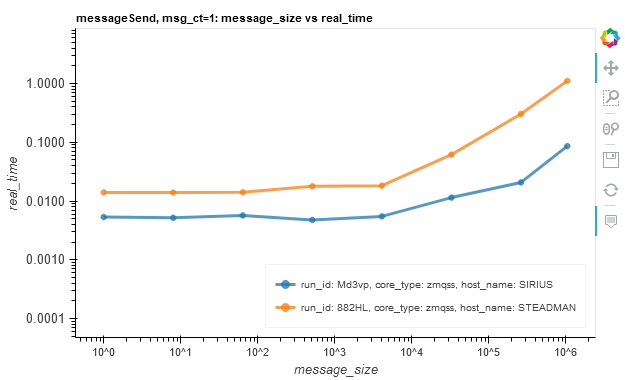 messageSend, msg_ct=1: message_size vs real_time
real_time
1.0000
0.1000
0.0100
0.0010
0.0001
run_id: Md3vp, core_type: zmqss, host_name: SIRIUS
run_id: 882HL, core_type: zmqss, host_name: STEADMAN
10^0 10^1 10^2 10^3 10^4 10^5 10^6
message_size